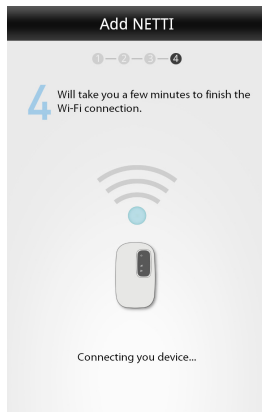 Add NETTI
1 2 3 4
4 Will take you a few minutes to finish the
Wi-Fi connection.
Connecting you device...